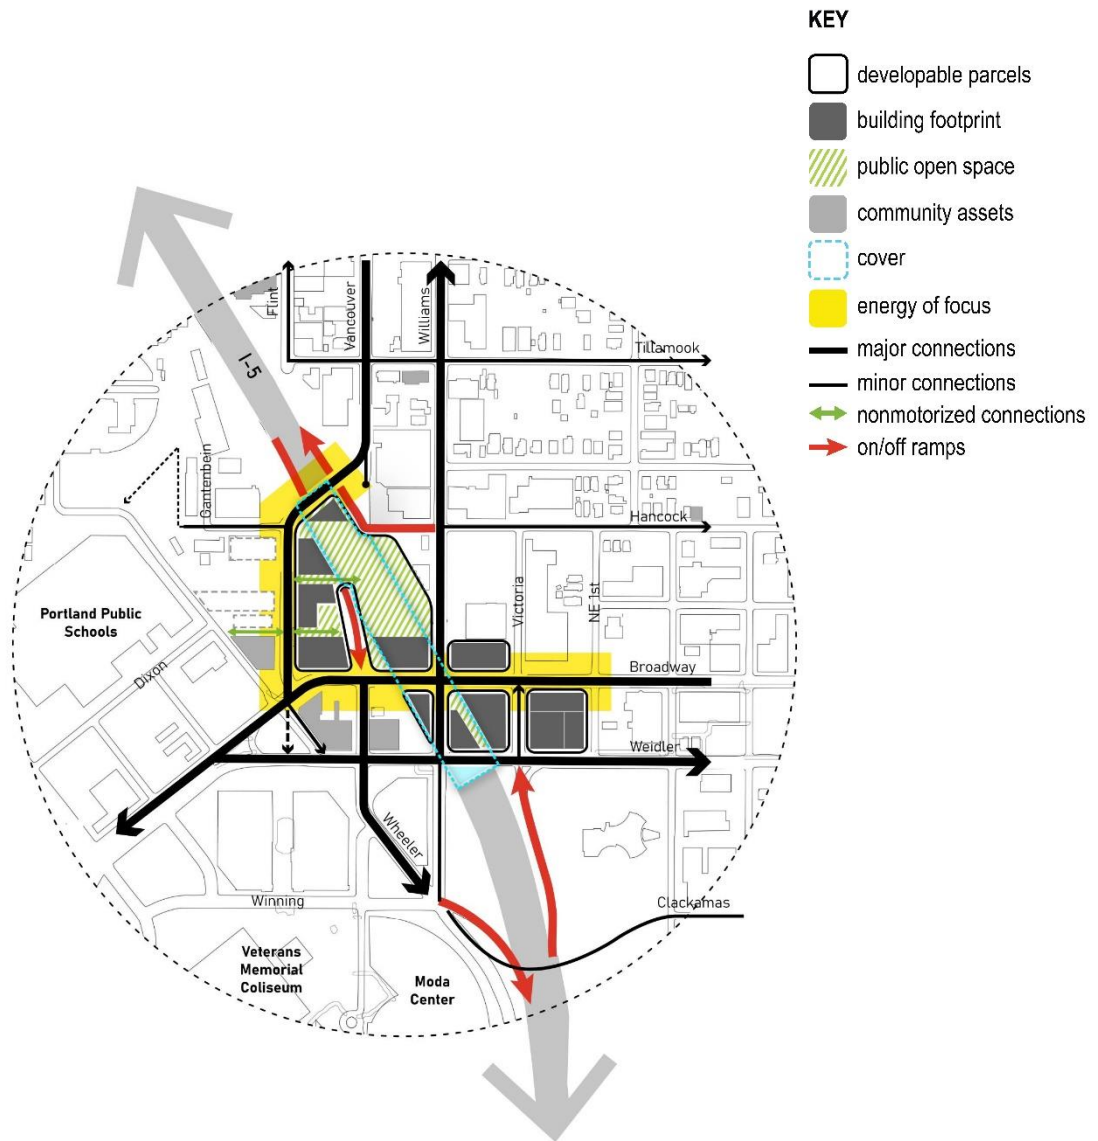 KEY
developable parcels
building footprint
public open space
community assets
cover
energy of focus
major connections
minor connections
nonmotorized connections
on/off ramps
I-5
Flint
Vancouver
Williams
Tillamook
Gantenbein
Hancock
Victoria
NE 1st
Portland Public
Schools
Dixon
Broadway
Weidler
Wheeler
Winning
Clackamas
Veterans
Memorial
Coliseum
Moda
Center